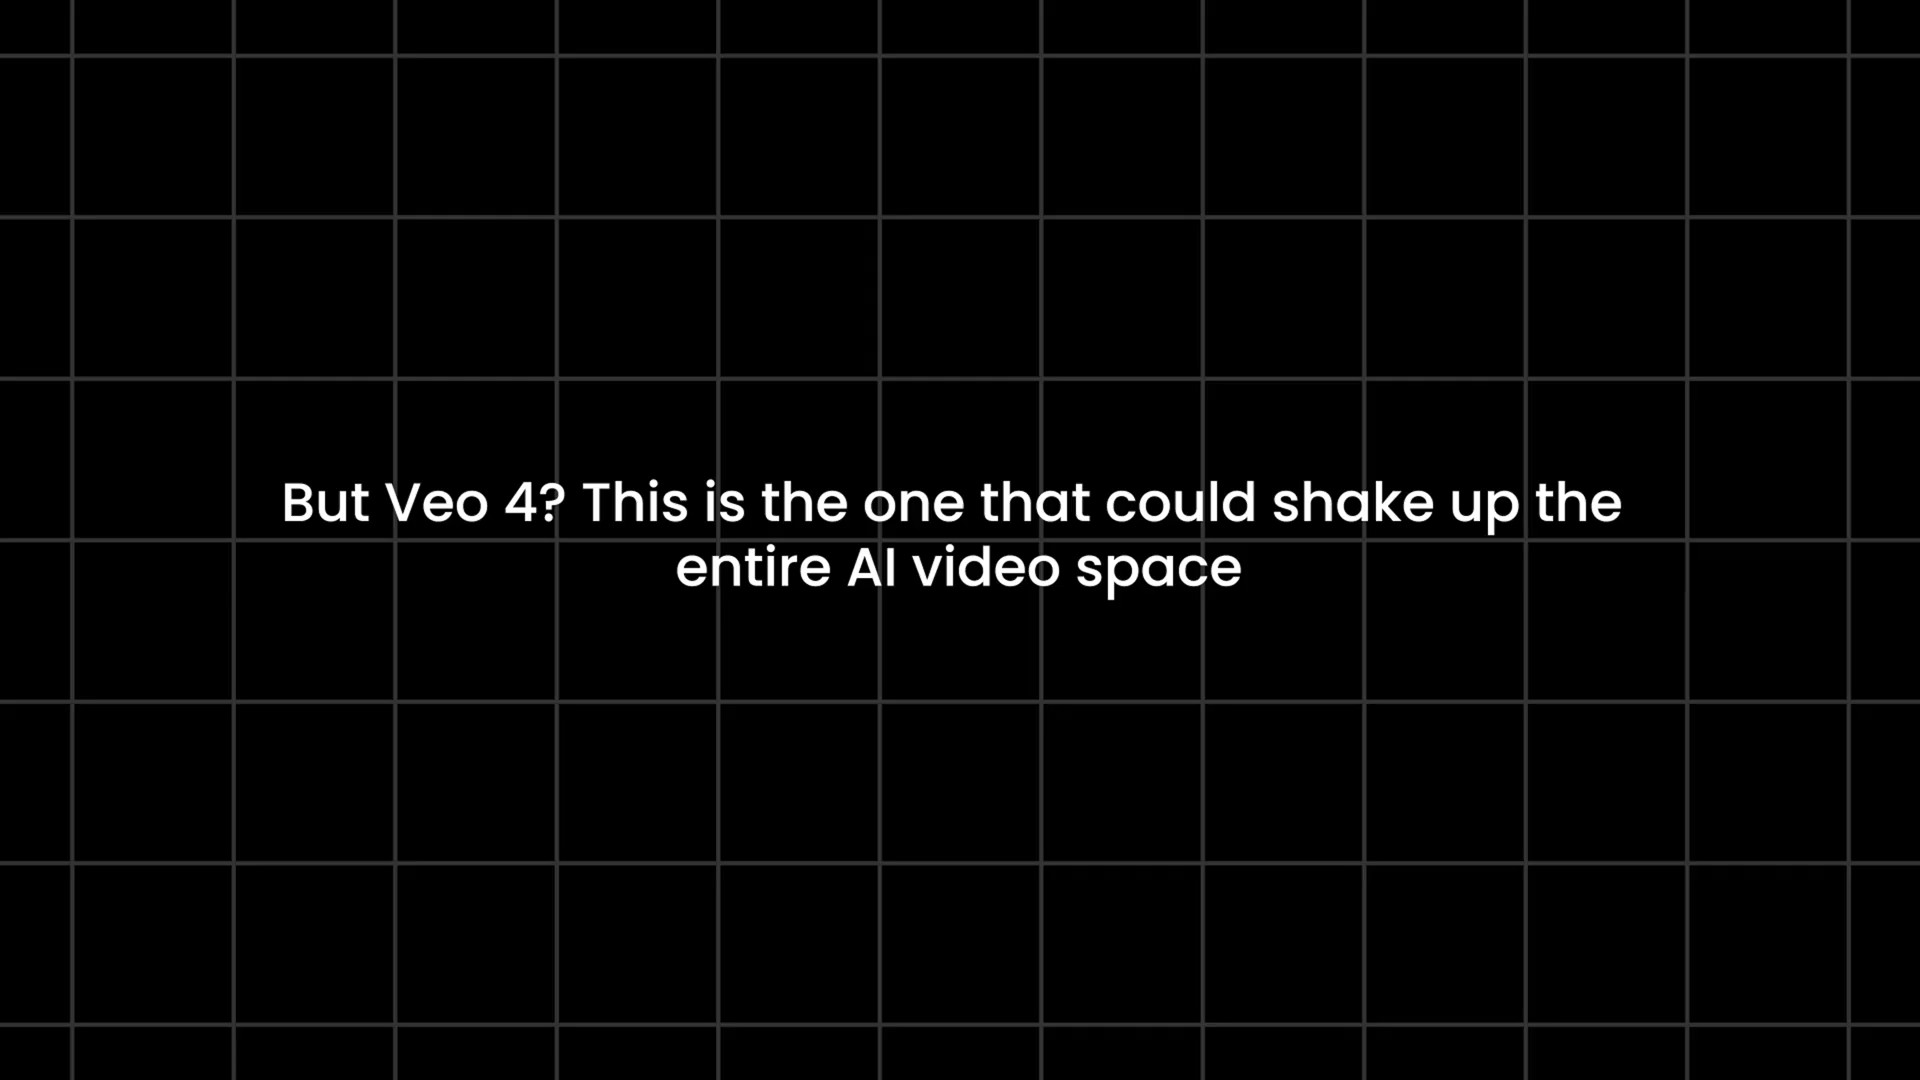 But Veo 4? This is the one that could shake up the
entire AI video space